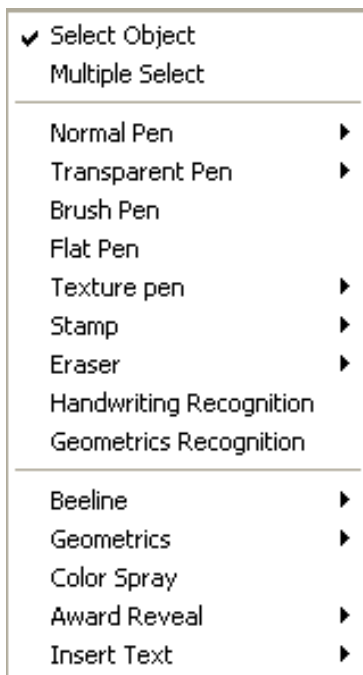 Select Object
Multiple Select
Normal Pen
Transparent Pen
Brush Pen
Flat Pen
Texture pen
Stamp
Eraser
Handwriting Recognition
Geometrics Recognition
Beeline
Geometrics
Color Spray
Award Reveal
Insert Text